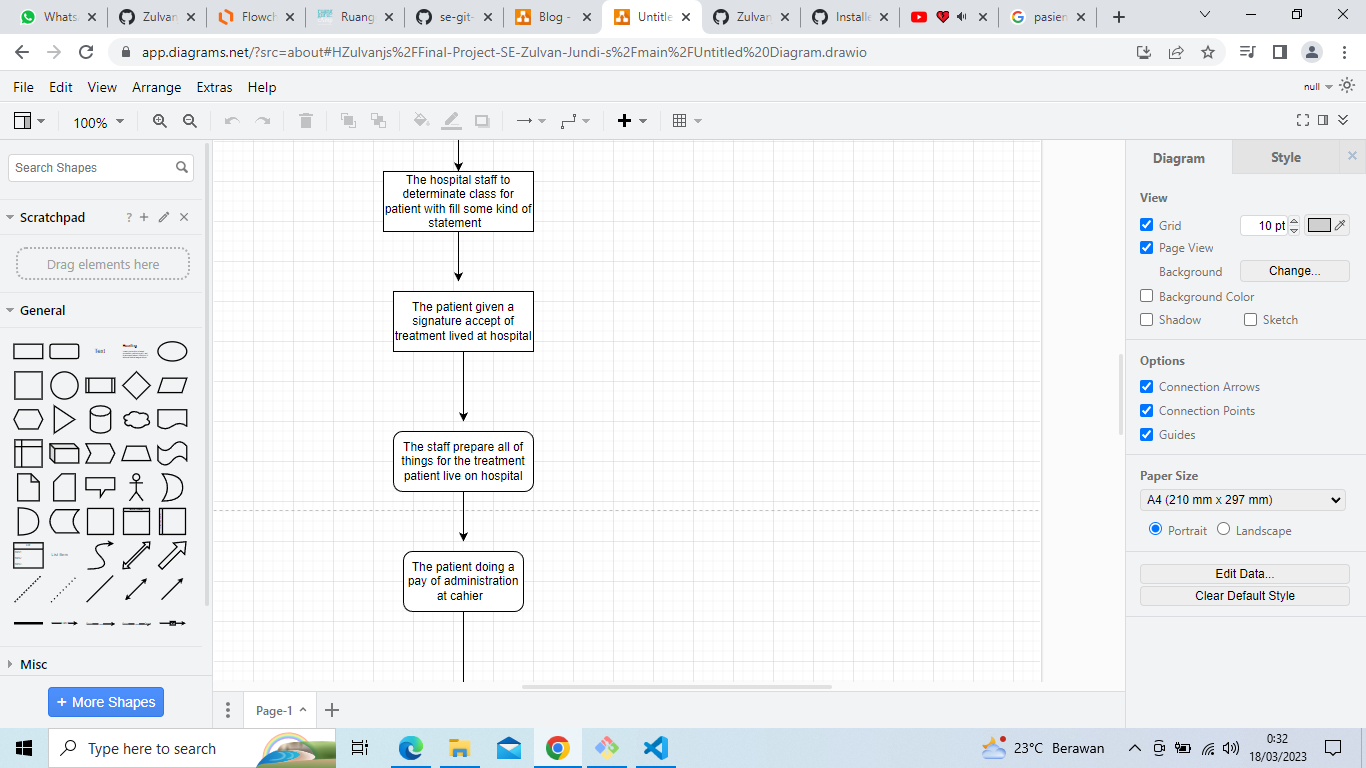 Whats
Zulvan
Flowch
Ruang
se-git-
Blog -
Untitle
Zulvan
Installe
pasien
app.diagrams.net/?src=about#HZulvanjs%2FFinal-Project-SE-Zulvan-Jundi-s%2Fmain%2FUntitled%20Diagram.drawio
File Edit View Arrange Extras Help
null
100%
Search Shapes
Scratchpad
?
Drag elements here
General
Text
Heading
List Item
Misc
+ More Shapes
The hospital staff to
determinate class for
patient with fill some kind of
statement
The patient given a
signature accept of
treatment lived at hospital
The staff prepare all of
things for the treatment
patient live on hospital
The patient doing a
pay of administration
at cahier
Page-1
Diagram
Style
View
Grid
10 pt
Page View
Background
Change...
Background Color
Shadow
Sketch
Options
Connection Arrows
Connection Points
Guides
Paper Size
A4 (210 mm x 297 mm)
Portrait
Landscape
Edit Data...
Clear Default Style
Type here to search
23°C Berawan
0:32
18/03/2023